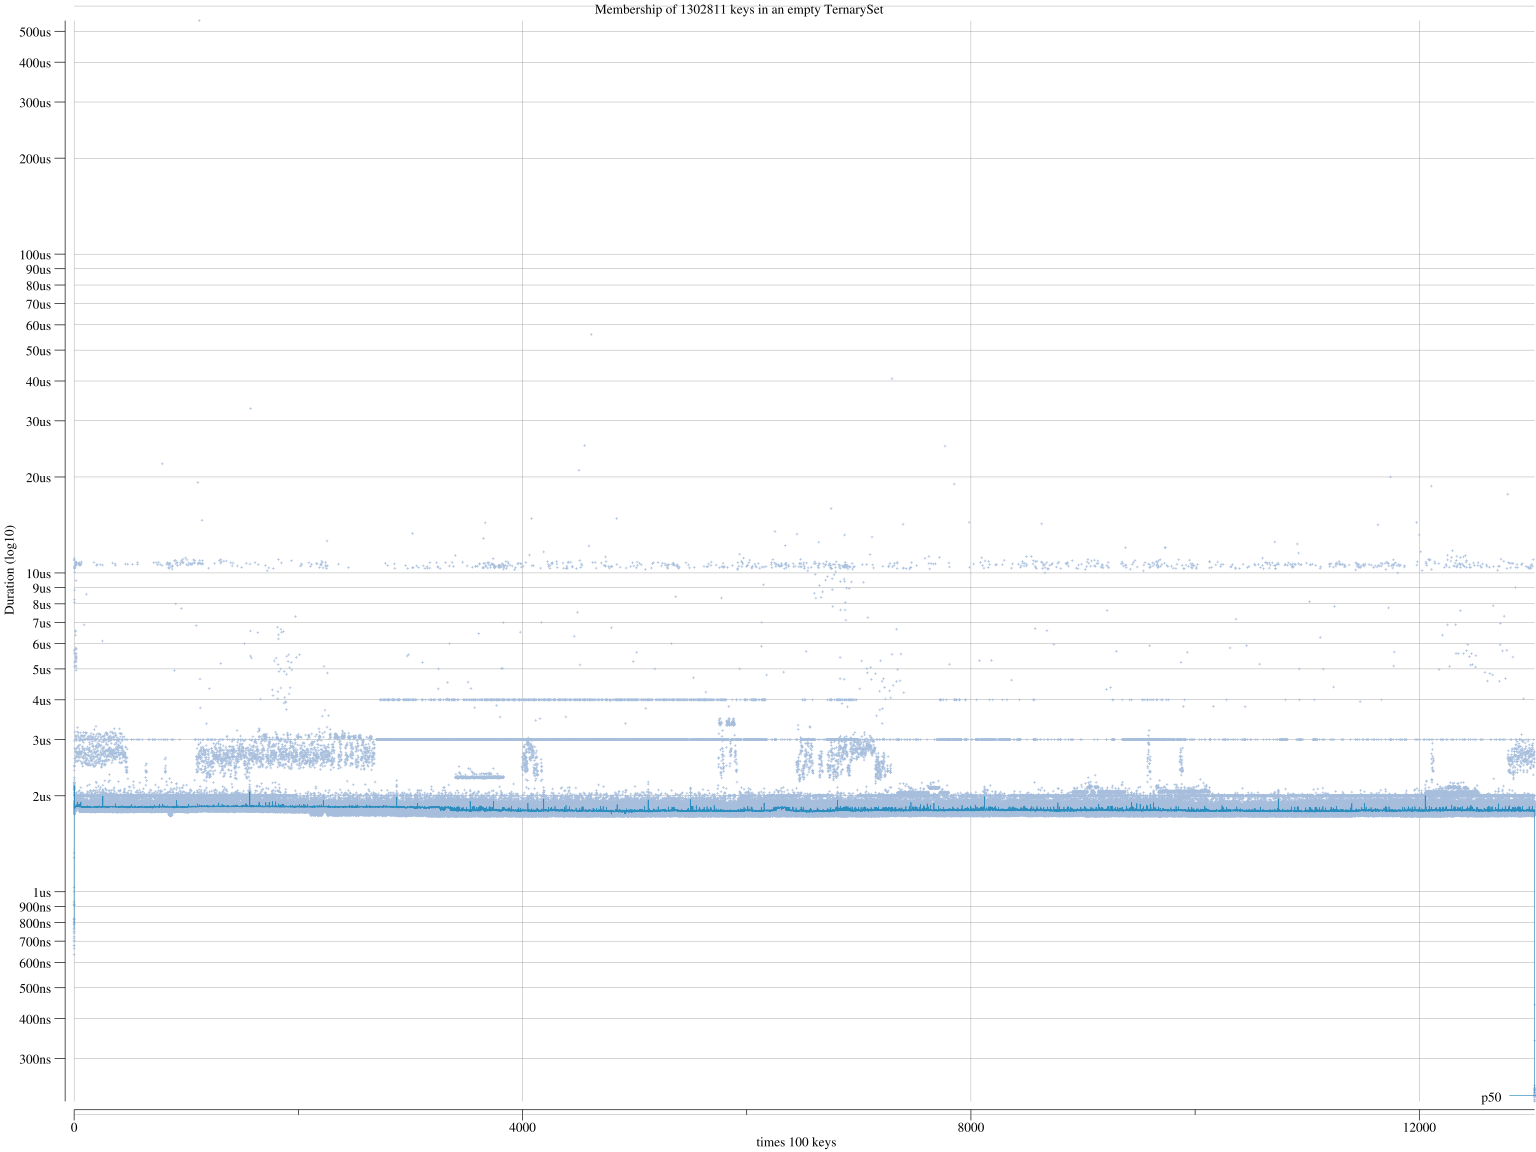 Membership of 1302811 keys in an empty TernarySet
500us
400us
300us
200us
100us
90us
80us
70us
60us
50us
40us
30us
20us
10us
9us
8us
7us
6us
5us
4us
3us
2us
1us
900ns
800ns
700ns
600ns
500ns
400ns
300ns
Duration (log10)
p50
0
4000
8000
12000
times 100 keys